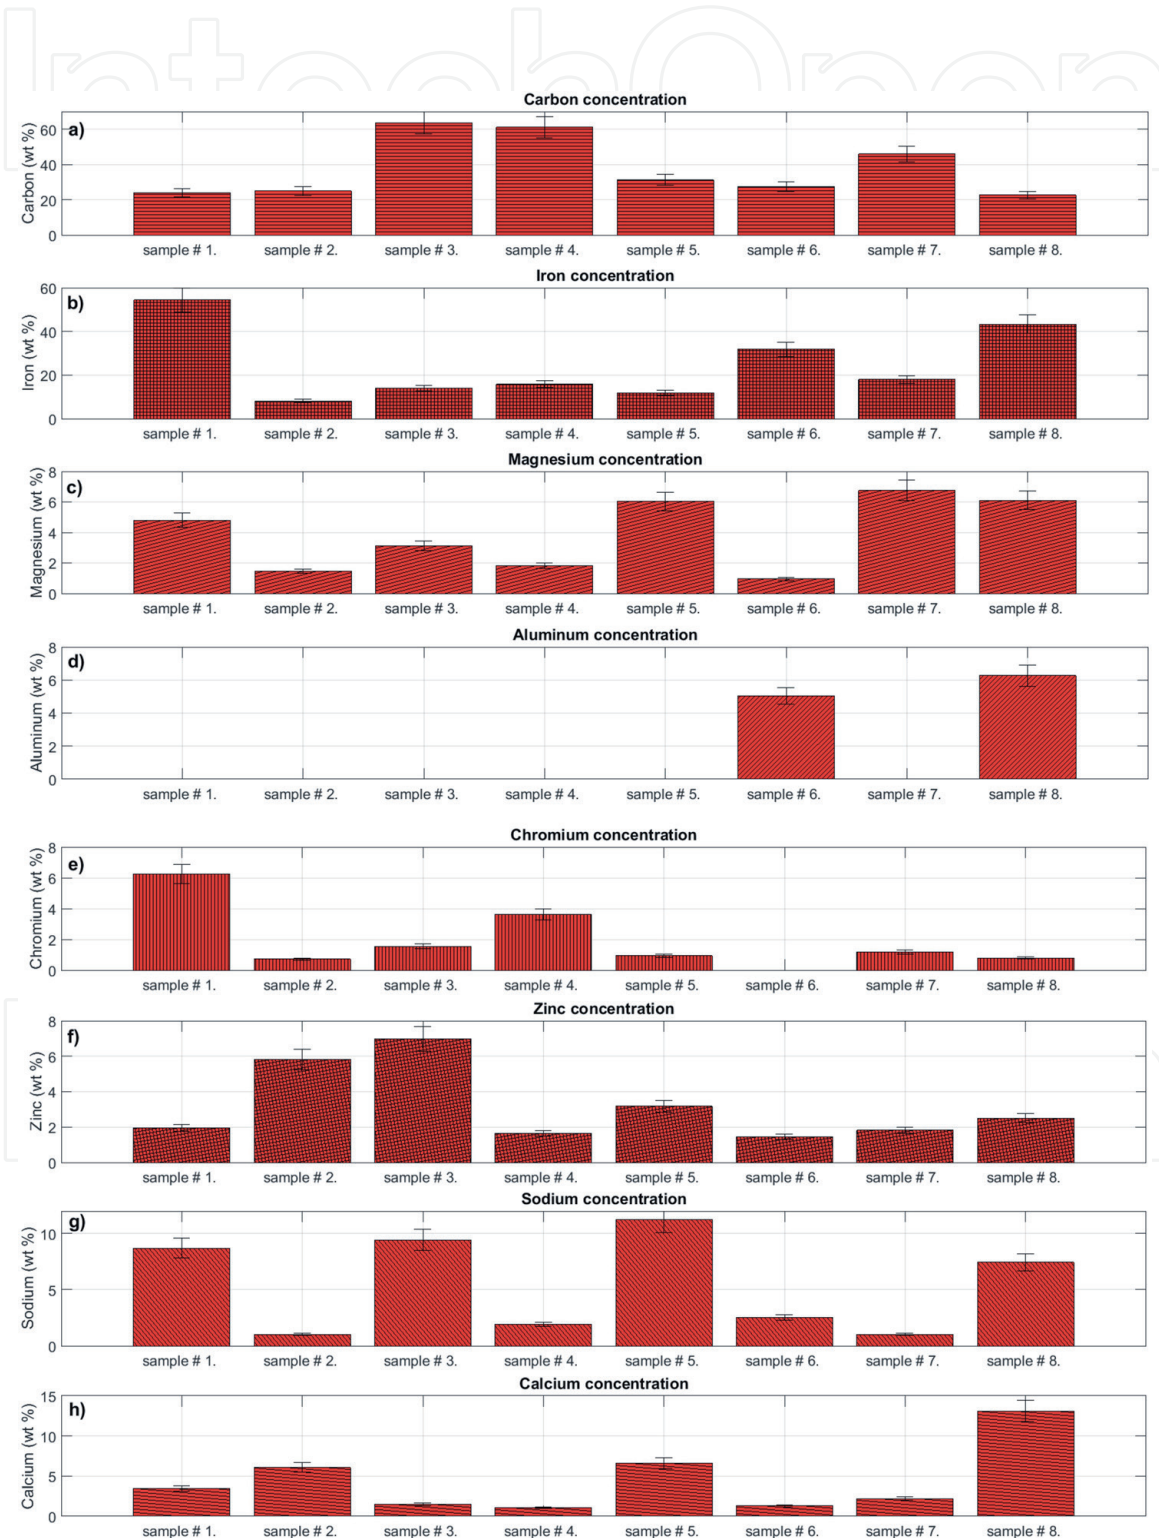 IntechOpen
Carbon concentration
a)
Carbon (wt %)
60
40
20
0
sample # 1. sample # 2. sample # 3. sample # 4. sample # 5. sample # 6. sample # 7. sample # 8.
Iron concentration
b)
Iron (wt %)
60
40
20
0
sample # 1. sample # 2. sample # 3. sample # 4. sample # 5. sample # 6. sample # 7. sample # 8.
Magnesium concentration
c)
Magnesium (wt %)
8
6
4
2
0
sample # 1. sample # 2. sample # 3. sample # 4. sample # 5. sample # 6. sample # 7. sample # 8.
Aluminum concentration
d)
Aluminum (wt %)
8
6
4
2
0
sample # 1. sample # 2. sample # 3. sample # 4. sample # 5. sample # 6. sample # 7. sample # 8.
Chromium concentration
e)
Chromium (wt %)
8
6
4
2
0
sample # 1. sample # 2. sample # 3. sample # 4. sample # 5. sample # 6. sample # 7. sample # 8.
Zinc concentration
f)
Zinc (wt %)
8
6
4
2
0
sample # 1. sample # 2. sample # 3. sample # 4. sample # 5. sample # 6. sample # 7. sample # 8.
Sodium concentration
g)
Sodium (wt %)
10
5
0
sample # 1. sample # 2. sample # 3. sample # 4. sample # 5. sample # 6. sample # 7. sample # 8.
Calcium concentration
h)
Calcium (wt %)
15
10
5
0
sample # 1. sample # 2. sample # 3. sample # 4. sample # 5. sample # 6. sample # 7. sample # 8.